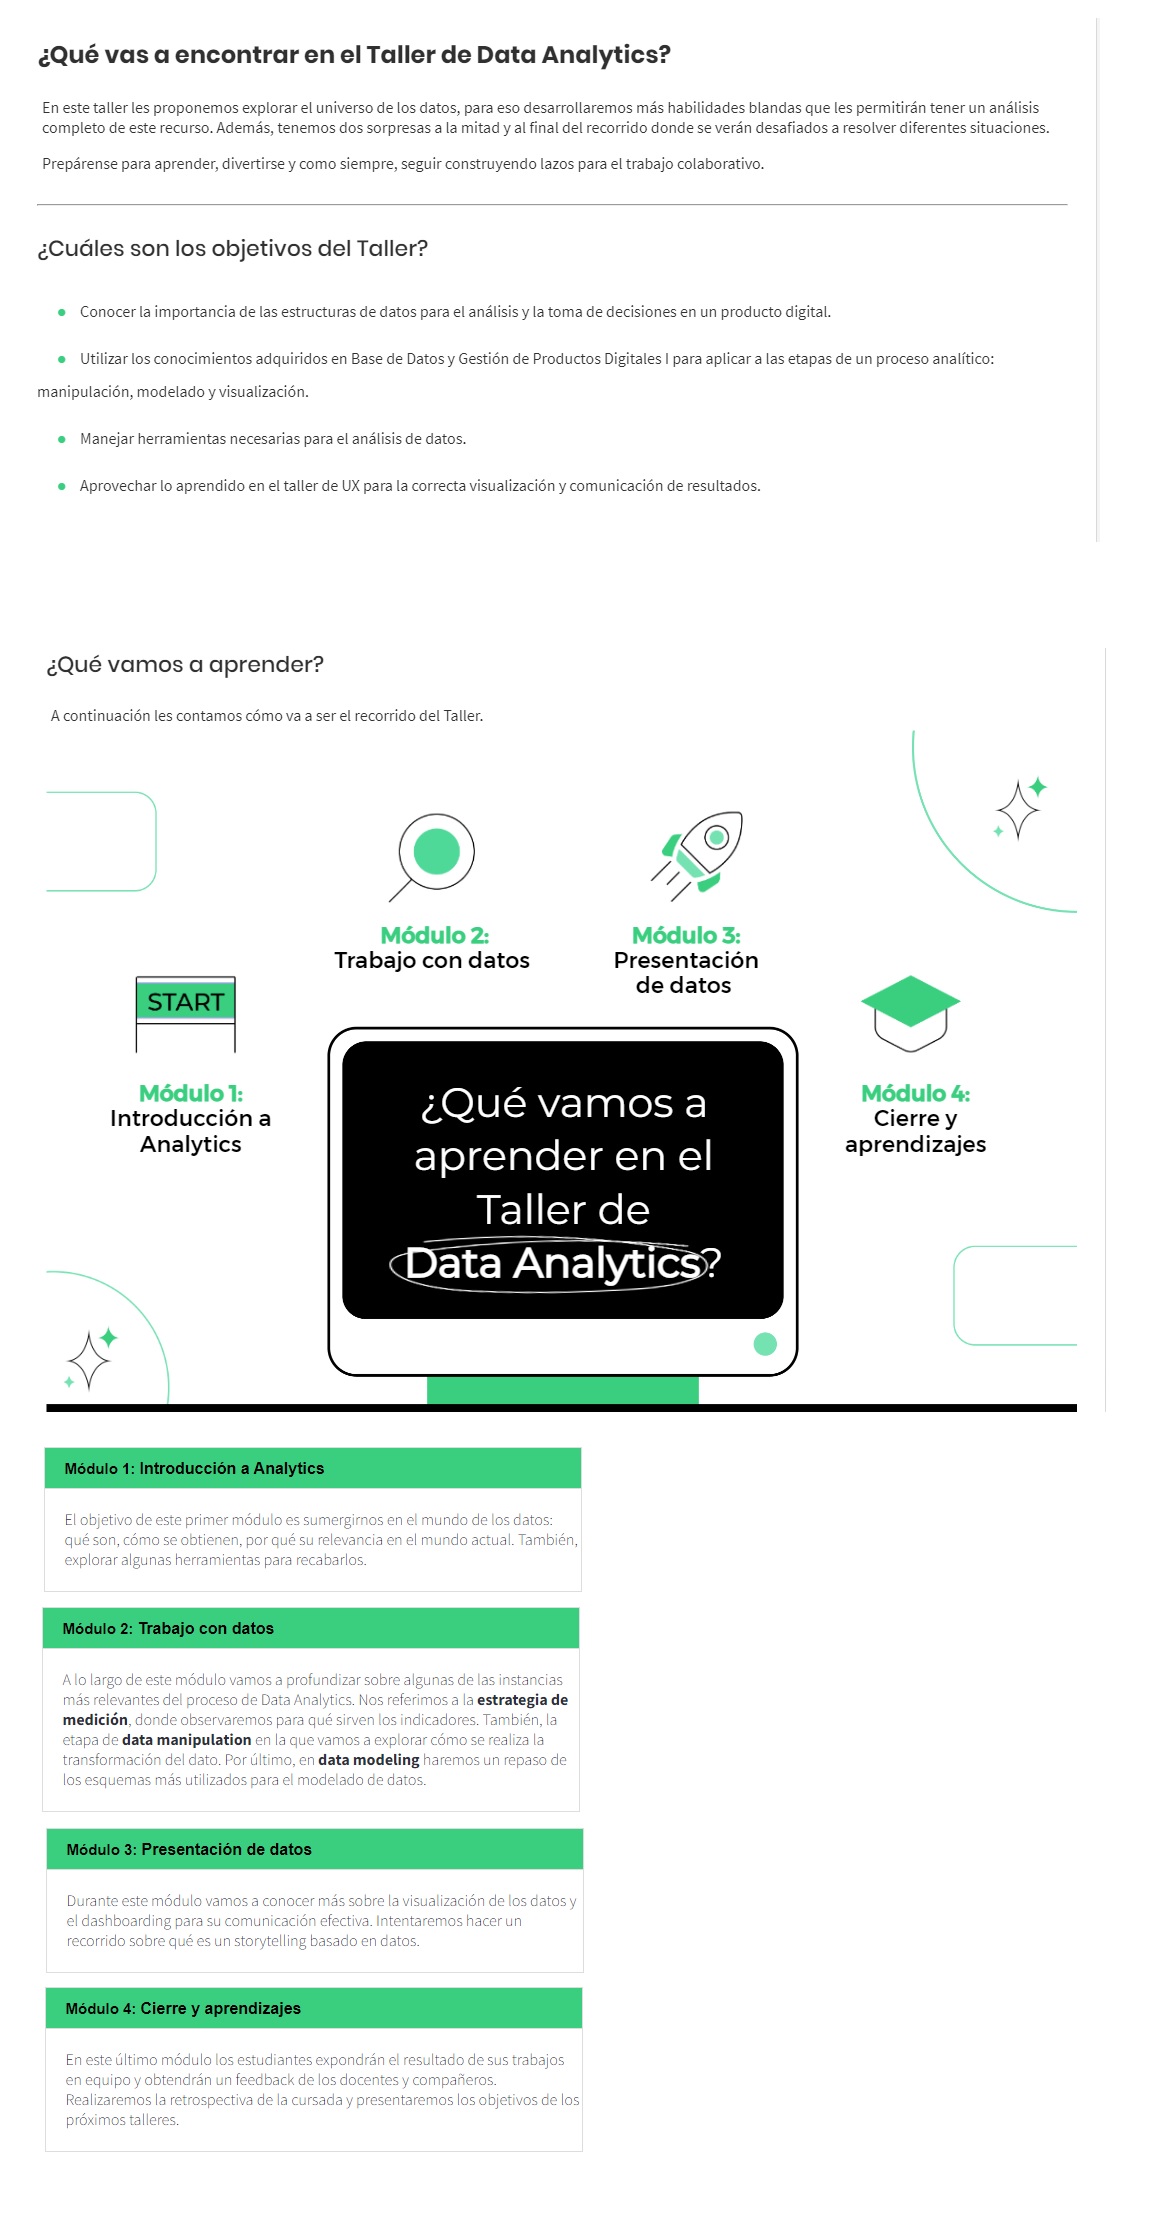 ¿Qué vas a encontrar en el Taller de Data Analytics?
En este taller les proponemos explorar el universo de los datos, para eso desarrollaremos más habilidades blandas que les permitirán tener un análisis
completo de este recurso. Además, tenemos dos sorpresas a la mitad y al final del recorrido donde se verán desafiados a resolver diferentes situaciones.
Prepárense para aprender, divertirse y como siempre, seguir construyendo lazos para el trabajo colaborativo.
¿Cuáles son los objetivos del Taller?
Conocer la importancia de las estructuras de datos para el análisis y la toma de decisiones en un producto digital.
Utilizar los conocimientos adquiridos en Base de Datos y Gestión de Productos Digitales I para aplicar a las etapas de un proceso analítico:
manipulación, modelado y visualización.
Manejar herramientas necesarias para el análisis de datos.
Aprovechar lo aprendido en el taller de UX para la correcta visualización y comunicación de resultados.
¿Qué vamos a aprender?
A continuación les contamos cómo va a ser el recorrido del Taller.
START
Módulo 1:
Introducción a
Analytics
Módulo 2:
Trabajo con datos
Módulo 3:
Presentación
de datos
Módulo 4:
Cierre y
aprendizajes
¿Qué vamos a
aprender en el
Taller de
Data Analytics?
Módulo 1: Introducción a Analytics
El objetivo de este primer módulo es sumergirnos en el mundo de los datos:
qué son, cómo se obtienen, por qué su relevancia en el mundo actual. También,
explorar algunas herramientas para recabarlos.
Módulo 2: Trabajo con datos
A lo largo de este módulo vamos a profundizar sobre algunas de las instancias
más relevantes del proceso de Data Analytics. Nos referimos a la estrategia de
medición, donde observaremos para qué sirven los indicadores. También, la
etapa de data manipulation en la que vamos a explorar cómo se realiza la
transformación del dato. Por último, en data modeling haremos un repaso de
los esquemas más utilizados para el modelado de datos.
Módulo 3: Presentación de datos
Durante este módulo vamos a conocer más sobre la visualización de los datos y
el dashboarding para su comunicación efectiva. Intentaremos hacer un
recorrido sobre qué es un storytelling basado en datos.
Módulo 4: Cierre y aprendizajes
En este último módulo los estudiantes expondrán el resultado de sus trabajos
en equipo y obtendrán un feedback de los docentes y compañeros.
Realizaremos la retrospectiva de la cursada y presentaremos los objetivos de los
próximos talleres.